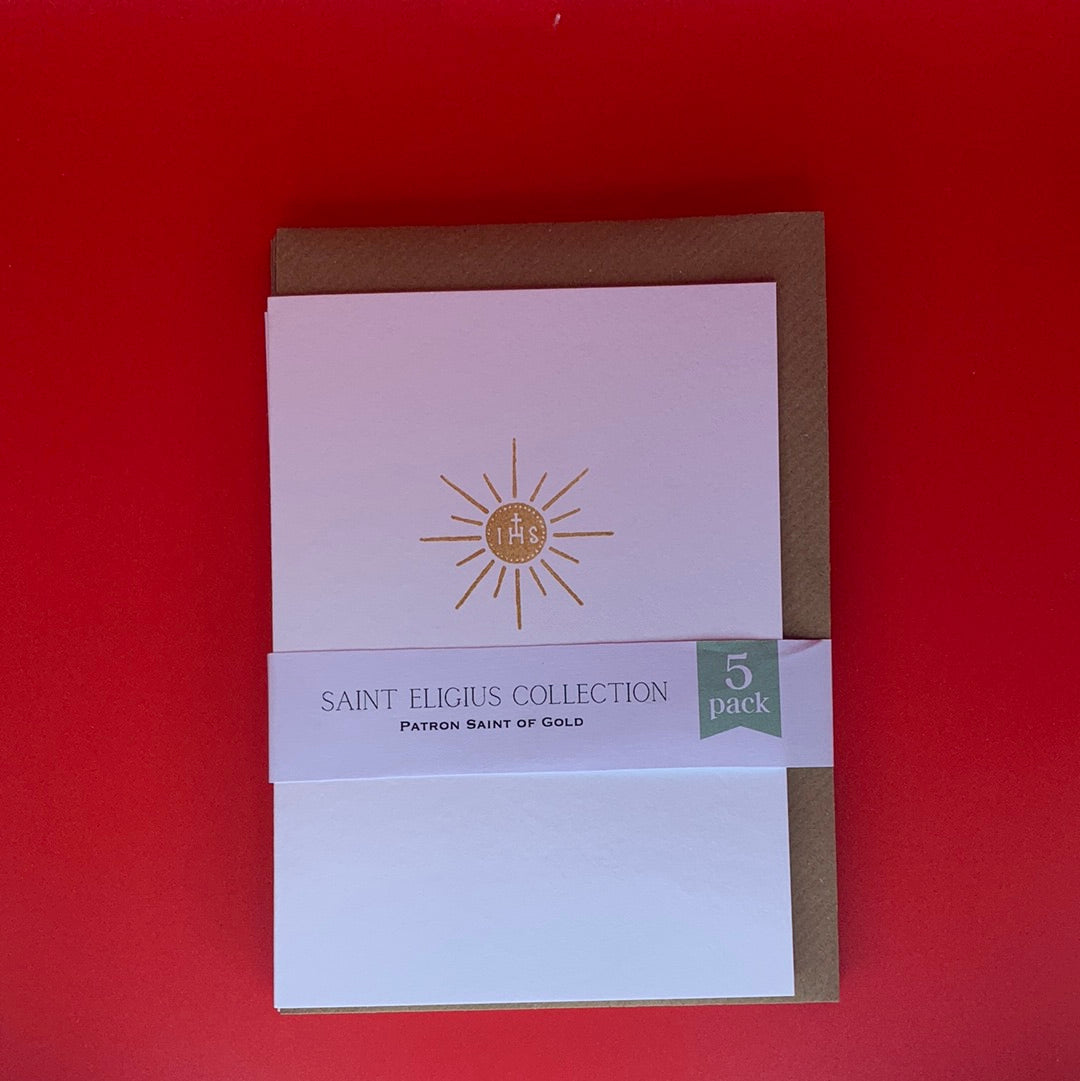 IHS
SAINT ELIGIUS COLLECTION
PATRON SAINT OF GOLD
5
pack